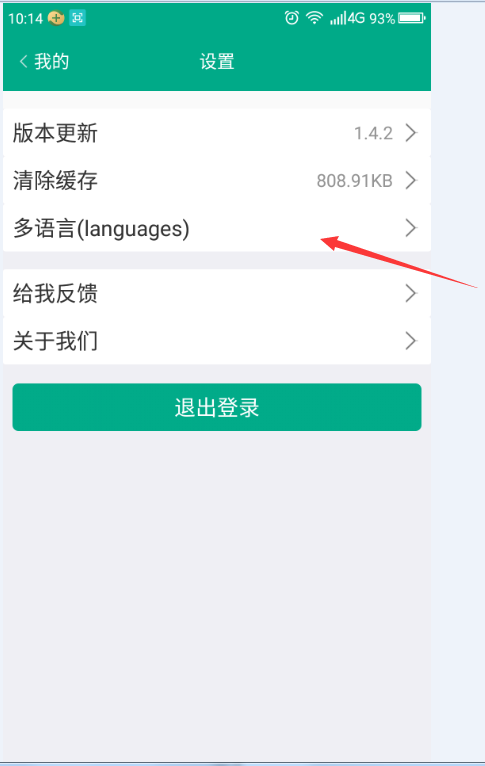 10:14 4G 93%
我的 设置
版本更新 1.4.2
清除缓存 808.91KB
多语言(languages)
给我反馈
关于我们
退出登录